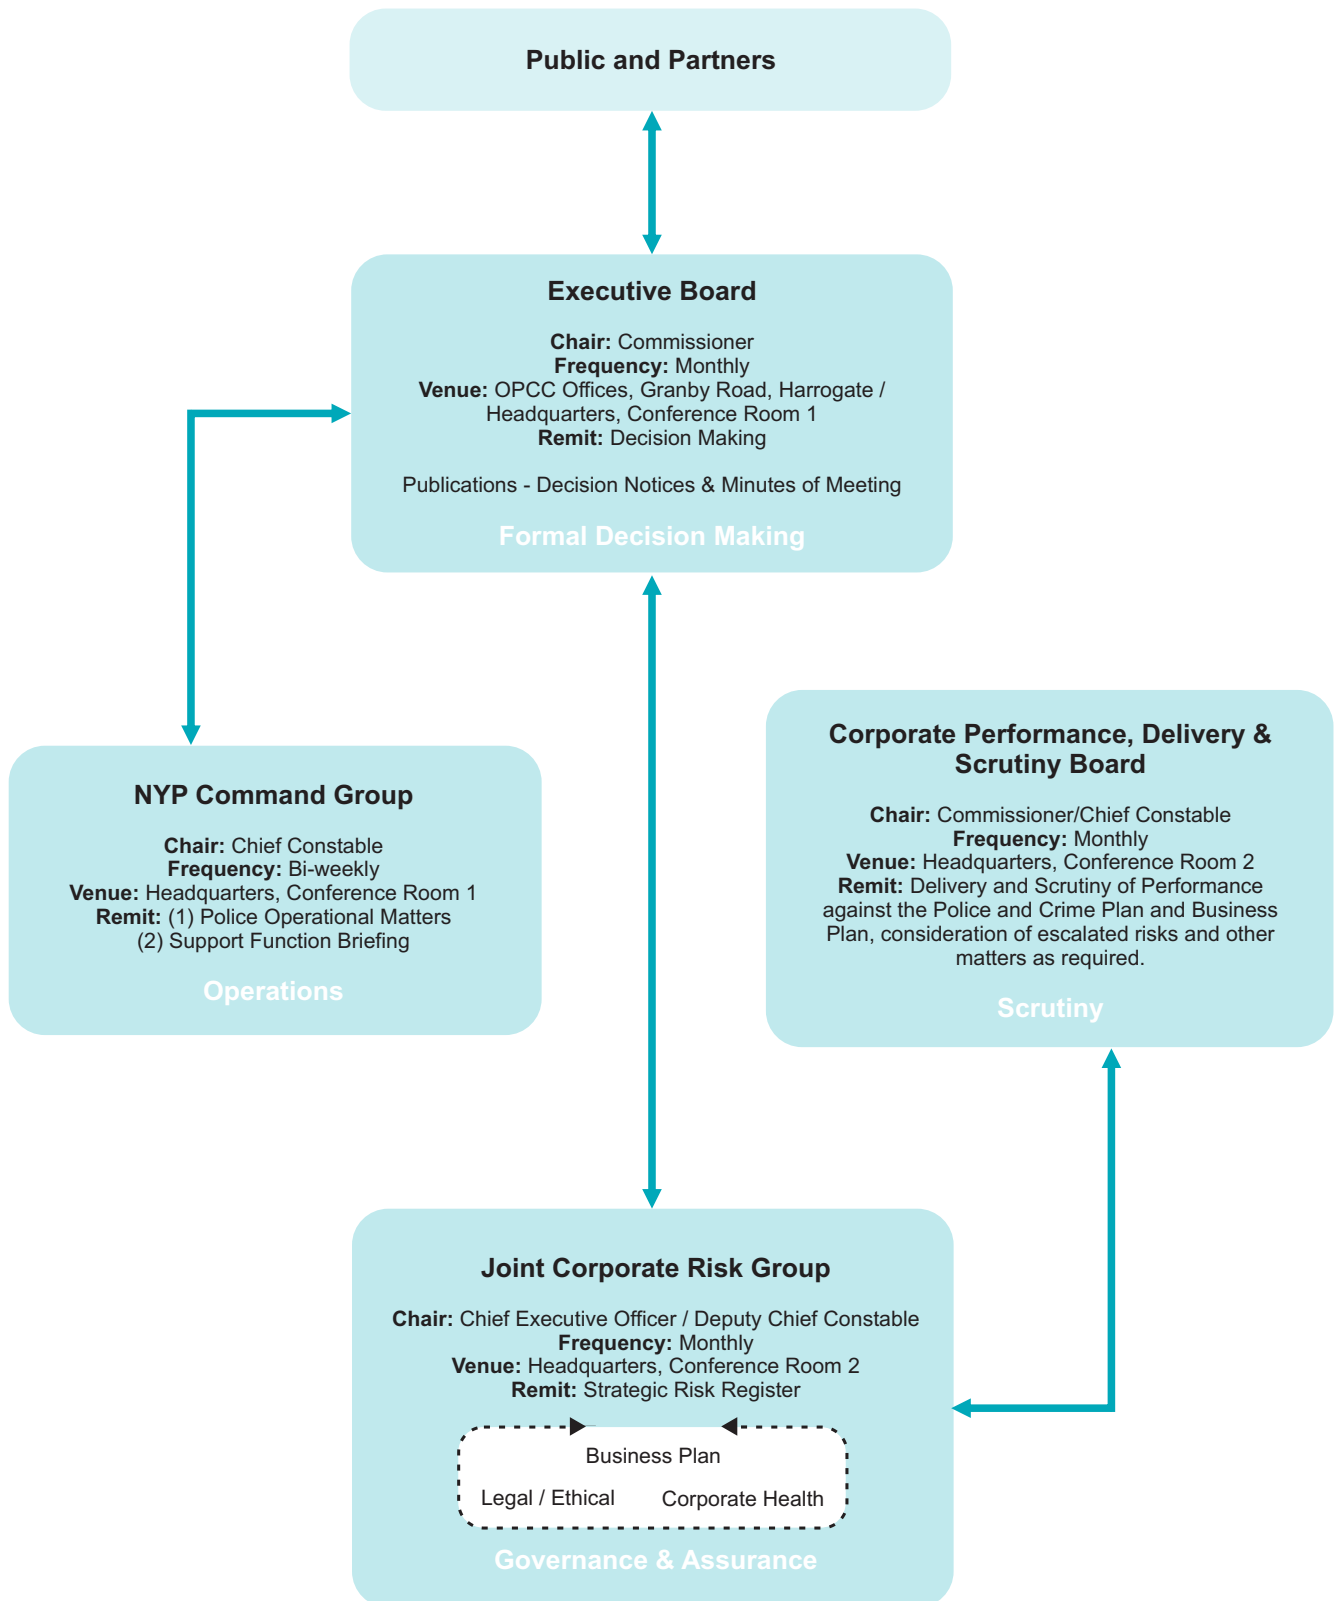 Public and Partners
Executive Board
Chair: Commissioner
Frequency: Monthly
Venue: OPCC Offices, Granby Road, Harrogate /
Headquarters, Conference Room 1
Remit: Decision Making
Publications - Decision Notices & Minutes of Meeting
Formal Decision Making
NYP Command Group
Chair: Chief Constable
Frequency: Bi-weekly
Venue: Headquarters, Conference Room 1
Remit: (1) Police Operational Matters
(2) Support Function Briefing
Operations
Corporate Performance, Delivery &
Scrutiny Board
Chair: Commissioner/Chief Constable
Frequency: Monthly
Venue: Headquarters, Conference Room 2
Remit: Delivery and Scrutiny of Performance
against the Police and Crime Plan and Business
Plan, consideration of escalated risks and other
matters as required.
Scrutiny
Joint Corporate Risk Group
Chair: Chief Executive Officer / Deputy Chief Constable
Frequency: Monthly
Venue: Headquarters, Conference Room 2
Remit: Strategic Risk Register
Business Plan
Legal / Ethical Corporate Health
Governance & Assurance